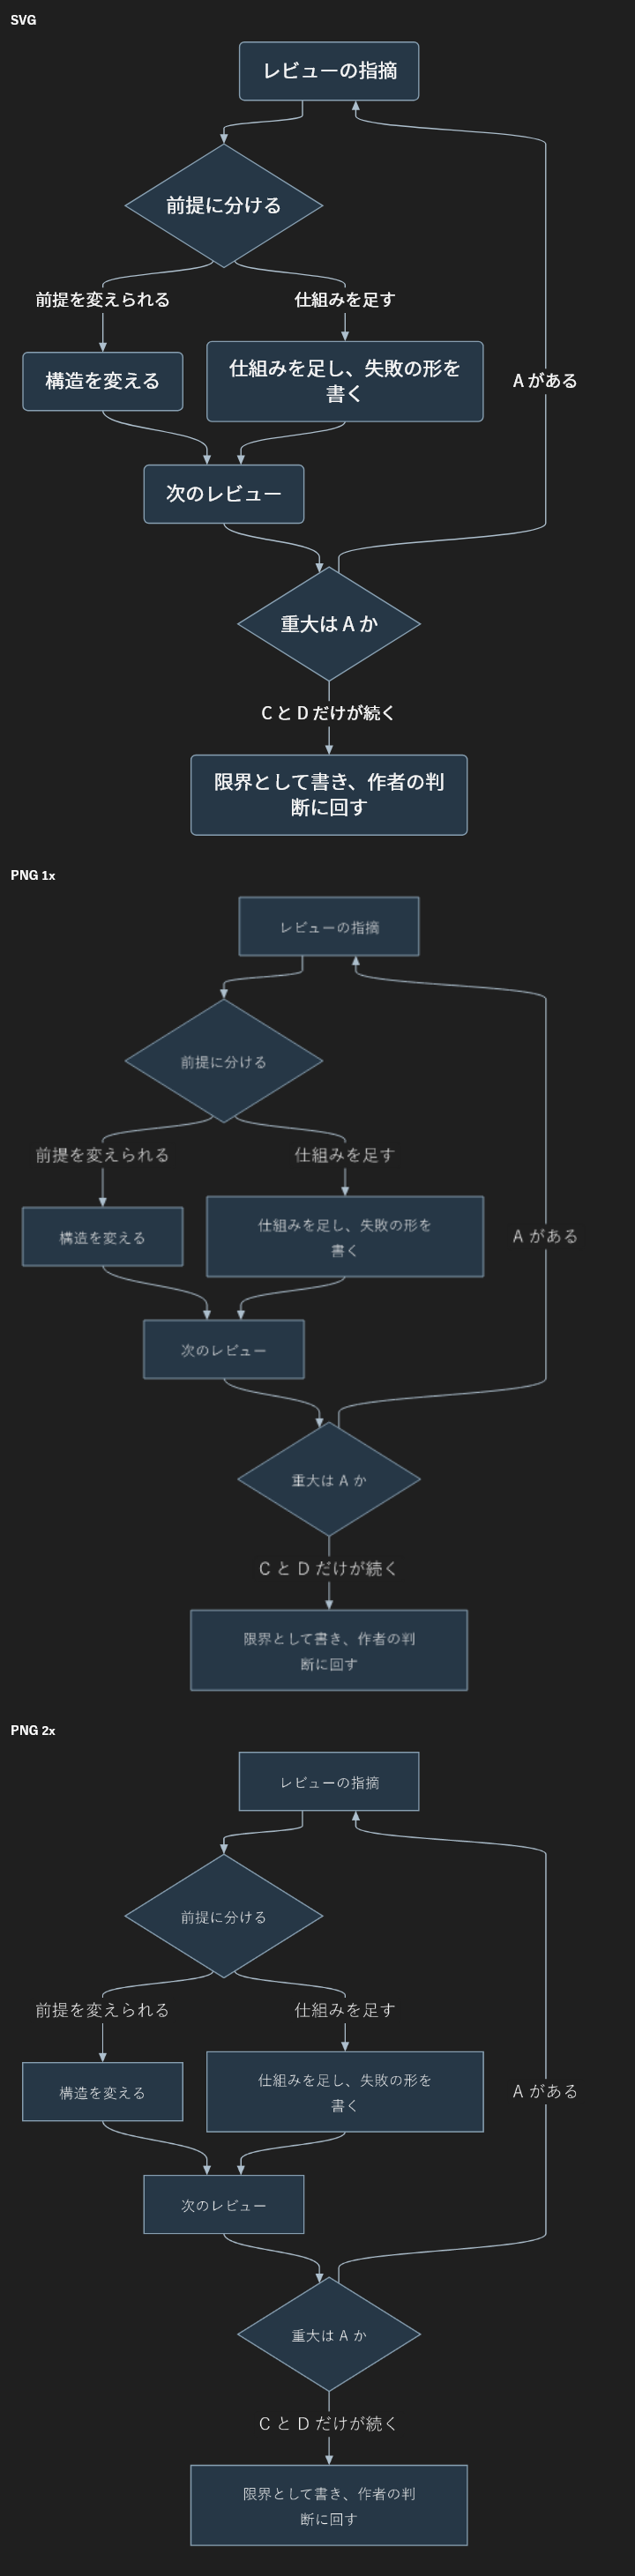 SVG
レビューの指摘
前提に分ける
前提を変えられる
仕組みを足す
構造を変える
仕組みを足し、失敗の形を
書く
A がある
次のレビュー
重大は A か
C と D だけが続く
限界として書き、作者の判
断に回す
PNG 1x
レビューの指摘
前提に分ける
前提を変えられる
仕組みを足す
構造を変える
仕組みを足し、失敗の形を
書く
A がある
次のレビュー
重大は A か
C と D だけが続く
限界として書き、作者の判
断に回す
PNG 2x
レビューの指摘
前提に分ける
前提を変えられる
仕組みを足す
構造を変える
仕組みを足し、失敗の形を
書く
A がある
次のレビュー
重大は A か
C と D だけが続く
限界として書き、作者の判
断に回す